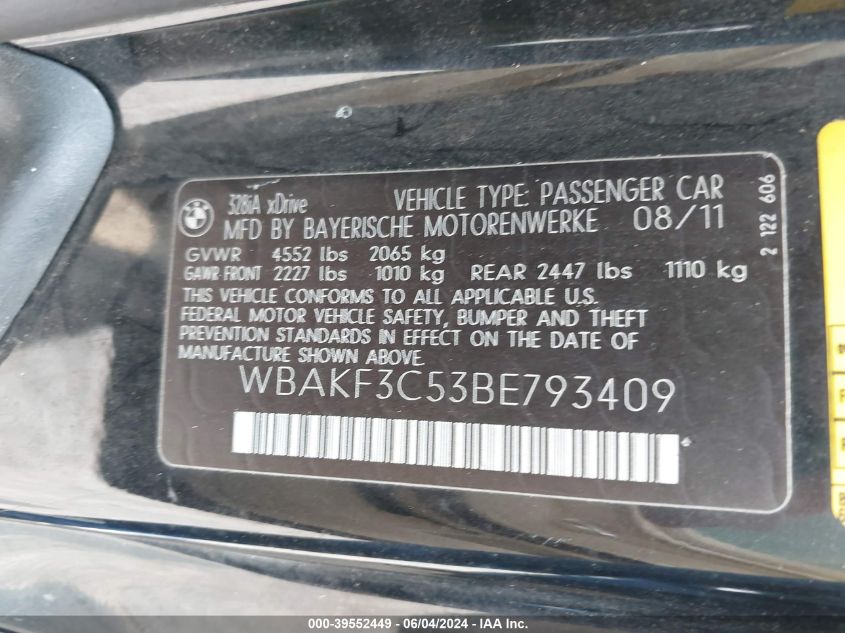 BMW
328iA xDrive VEHICLE TYPE: PASSENGER CAR
MFD BY BAYERISCHE MOTORENWERKE 08/11
GVWR 4552 lbs 2065 kg
GAWR FRONT 2227 lbs 1010 kg REAR 2447 lbs 1110 kg
THIS VEHICLE CONFORMS TO ALL APPLICABLE U.S.
FEDERAL MOTOR VEHICLE SAFETY, BUMPER AND THEFT
PREVENTION STANDARDS IN EFFECT ON THE DATE OF
MANUFACTURE SHOWN ABOVE.
WBAKF3C53BE793409
2 122 606
000-39552449 - 06/04/2024 - IAA Inc.